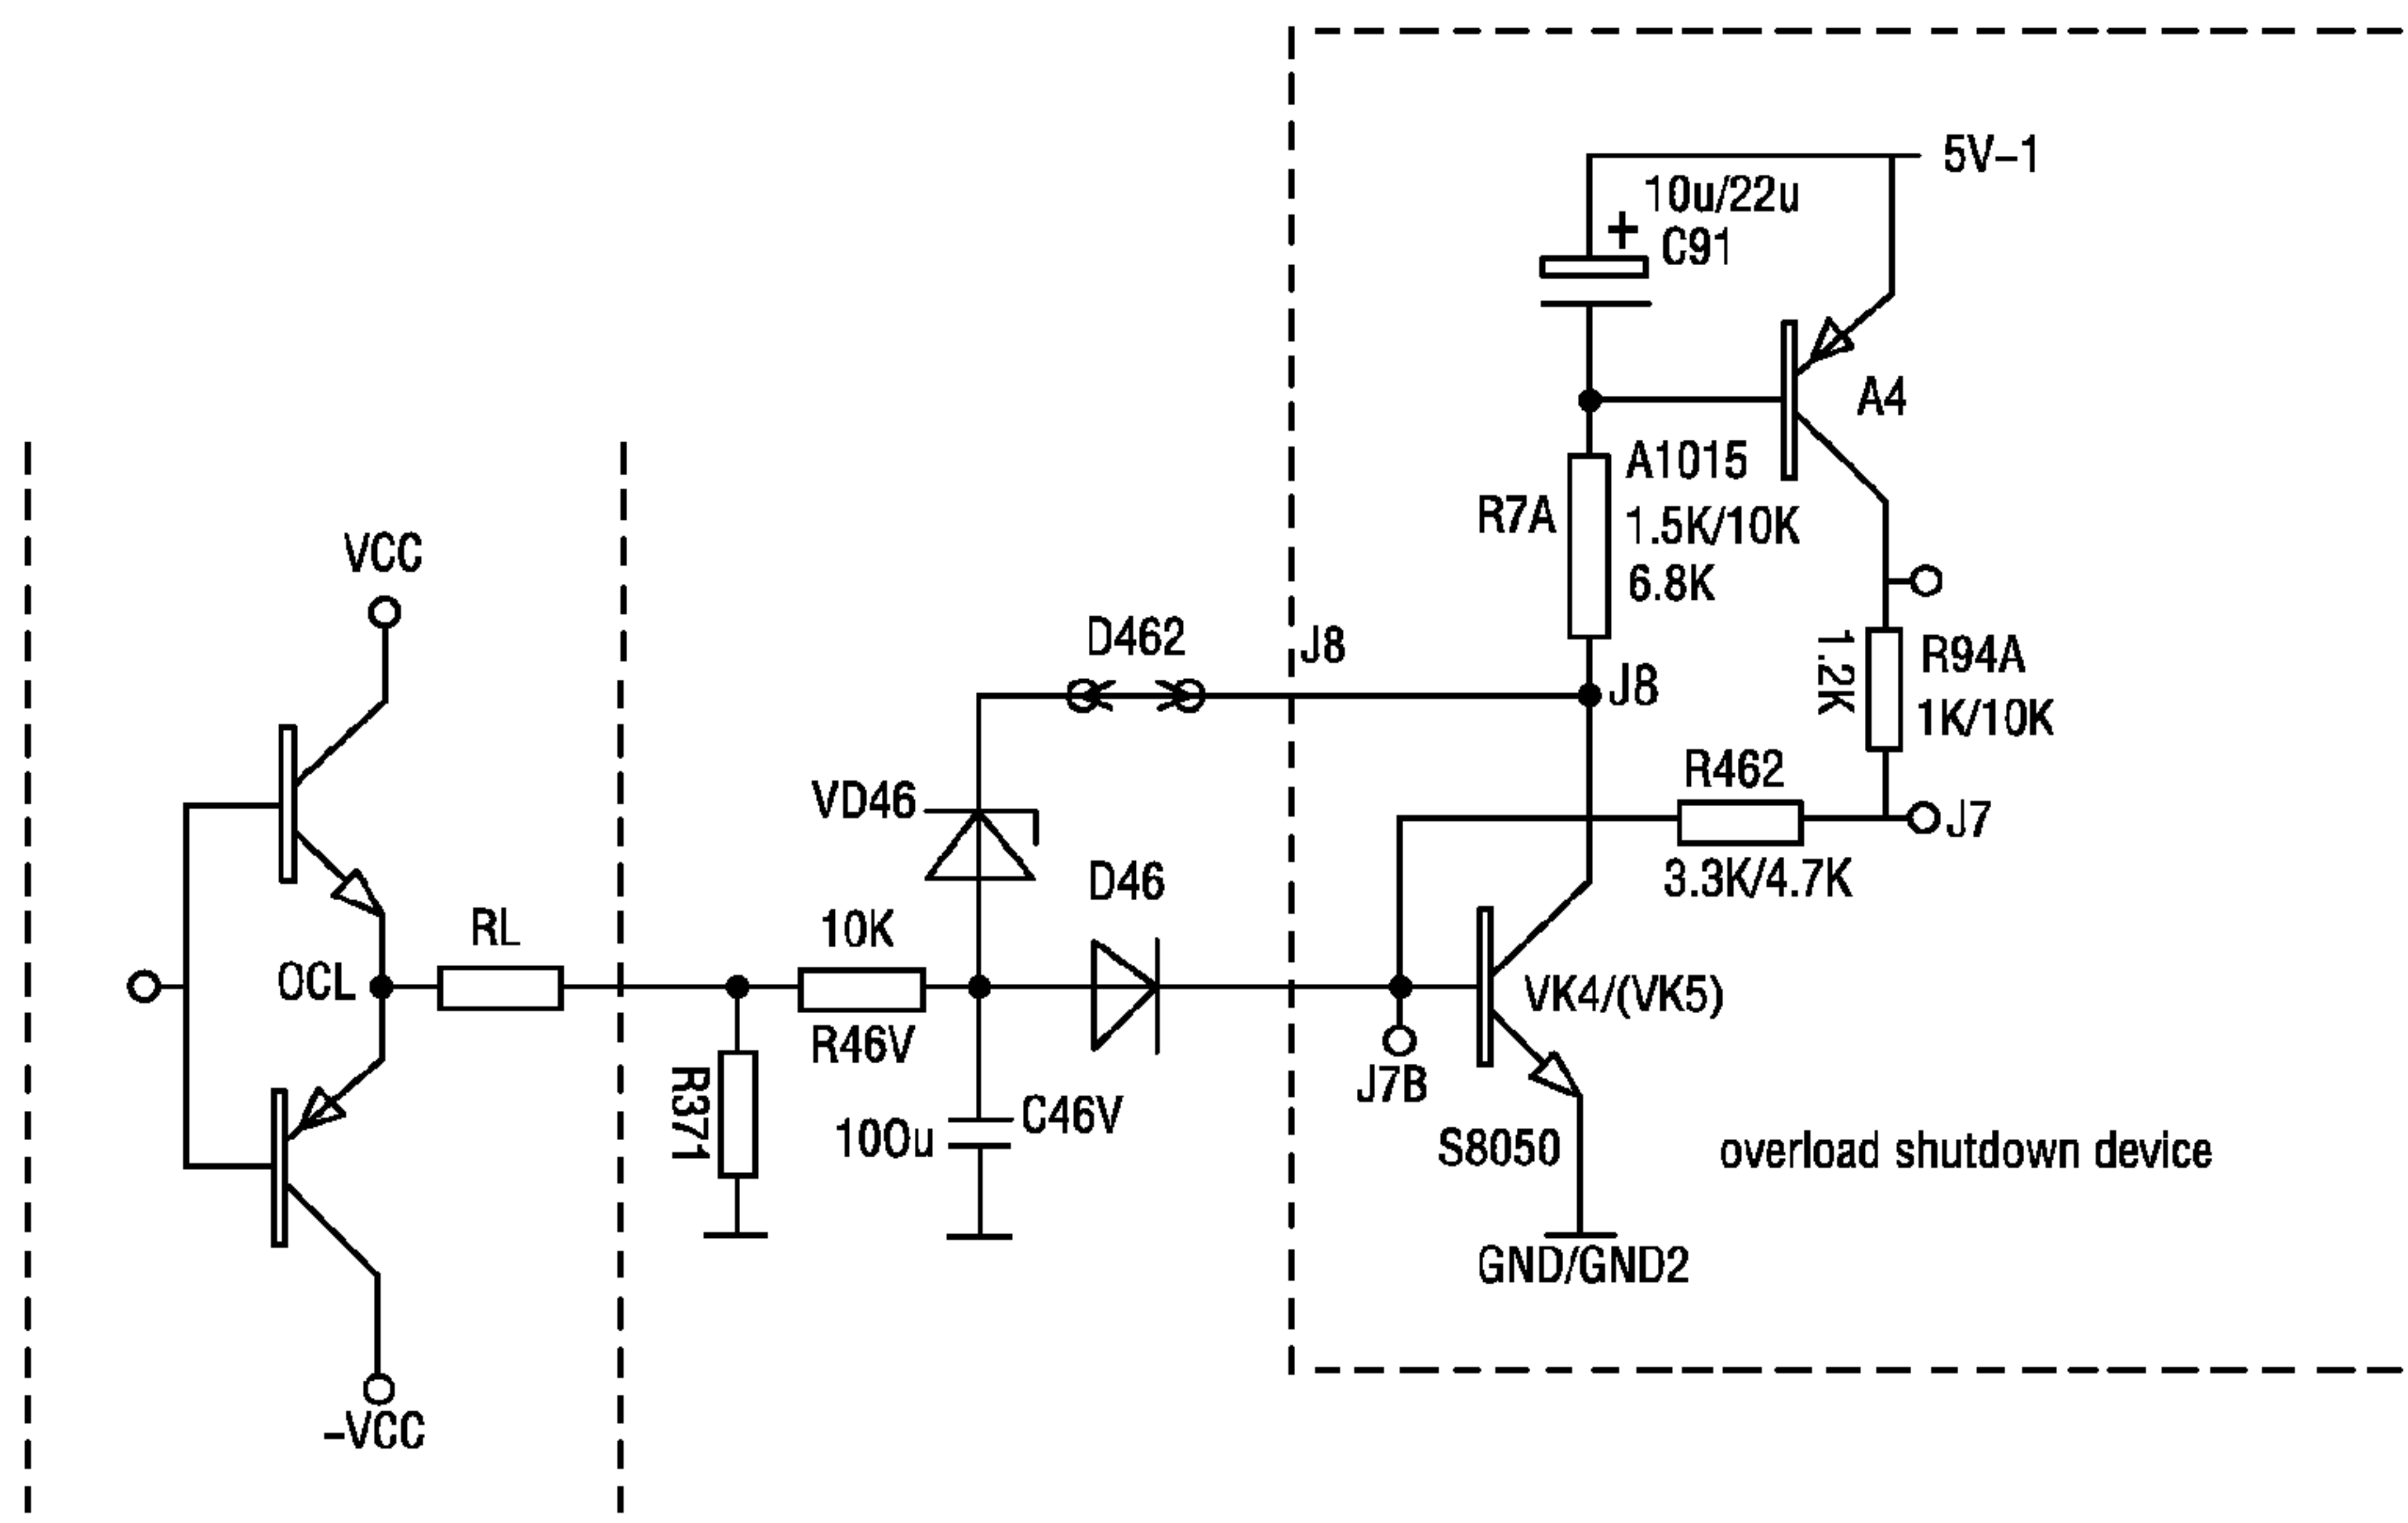 5V-1
10u/22u
+
C91
A4
A1015
R7A
1.5K/10K
6.8K
VCC
D462
J8
J8
1.2K
R94A
1K/10K
R462
J7
3.3K/4.7K
VD46
D46
10K
RL
OCL
R46V
VK4/(VK5)
R371
J7B
100u
C46V
S8050
overload shutdown device
GND/GND2
-VCC